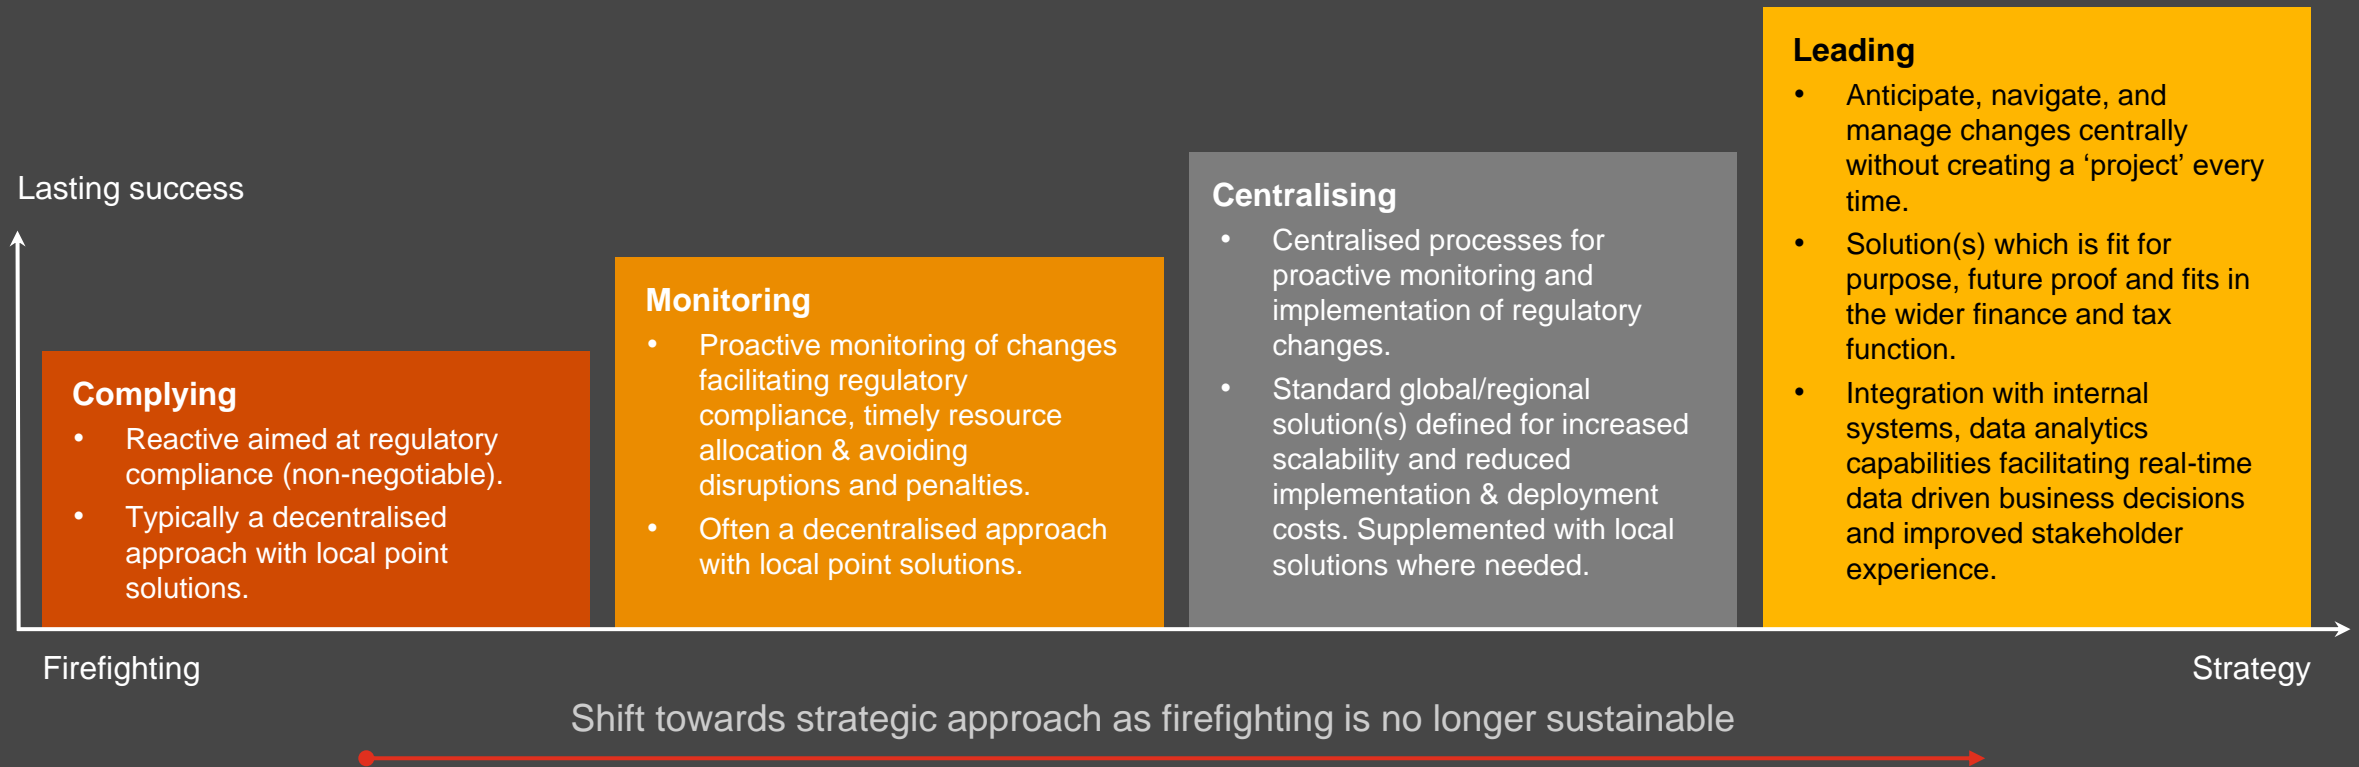 Lasting success
Complying
• Reactive aimed at regulatory
compliance (non-negotiable).
• Typically a decentralised
approach with local point
solutions.
Monitoring
• Proactive monitoring of changes
facilitating regulatory
compliance, timely resource
allocation & avoiding
disruptions and penalties.
• Often a decentralised approach
with local point solutions.
Centralising
• Centralised processes for
proactive monitoring and
implementation of regulatory
changes.
• Standard global/regional
solution(s) defined for increased
scalability and reduced
implementation & deployment
costs. Supplemented with local
solutions where needed.
Leading
• Anticipate, navigate, and
manage changes centrally
without creating a ‘project’ every
time.
• Solution(s) which is fit for
purpose, future proof and fits in
the wider finance and tax
function.
• Integration with internal
systems, data analytics
capabilities facilitating real-time
data driven business decisions
and improved stakeholder
experience.
Firefighting
Strategy
Shift towards strategic approach as firefighting is no longer sustainable